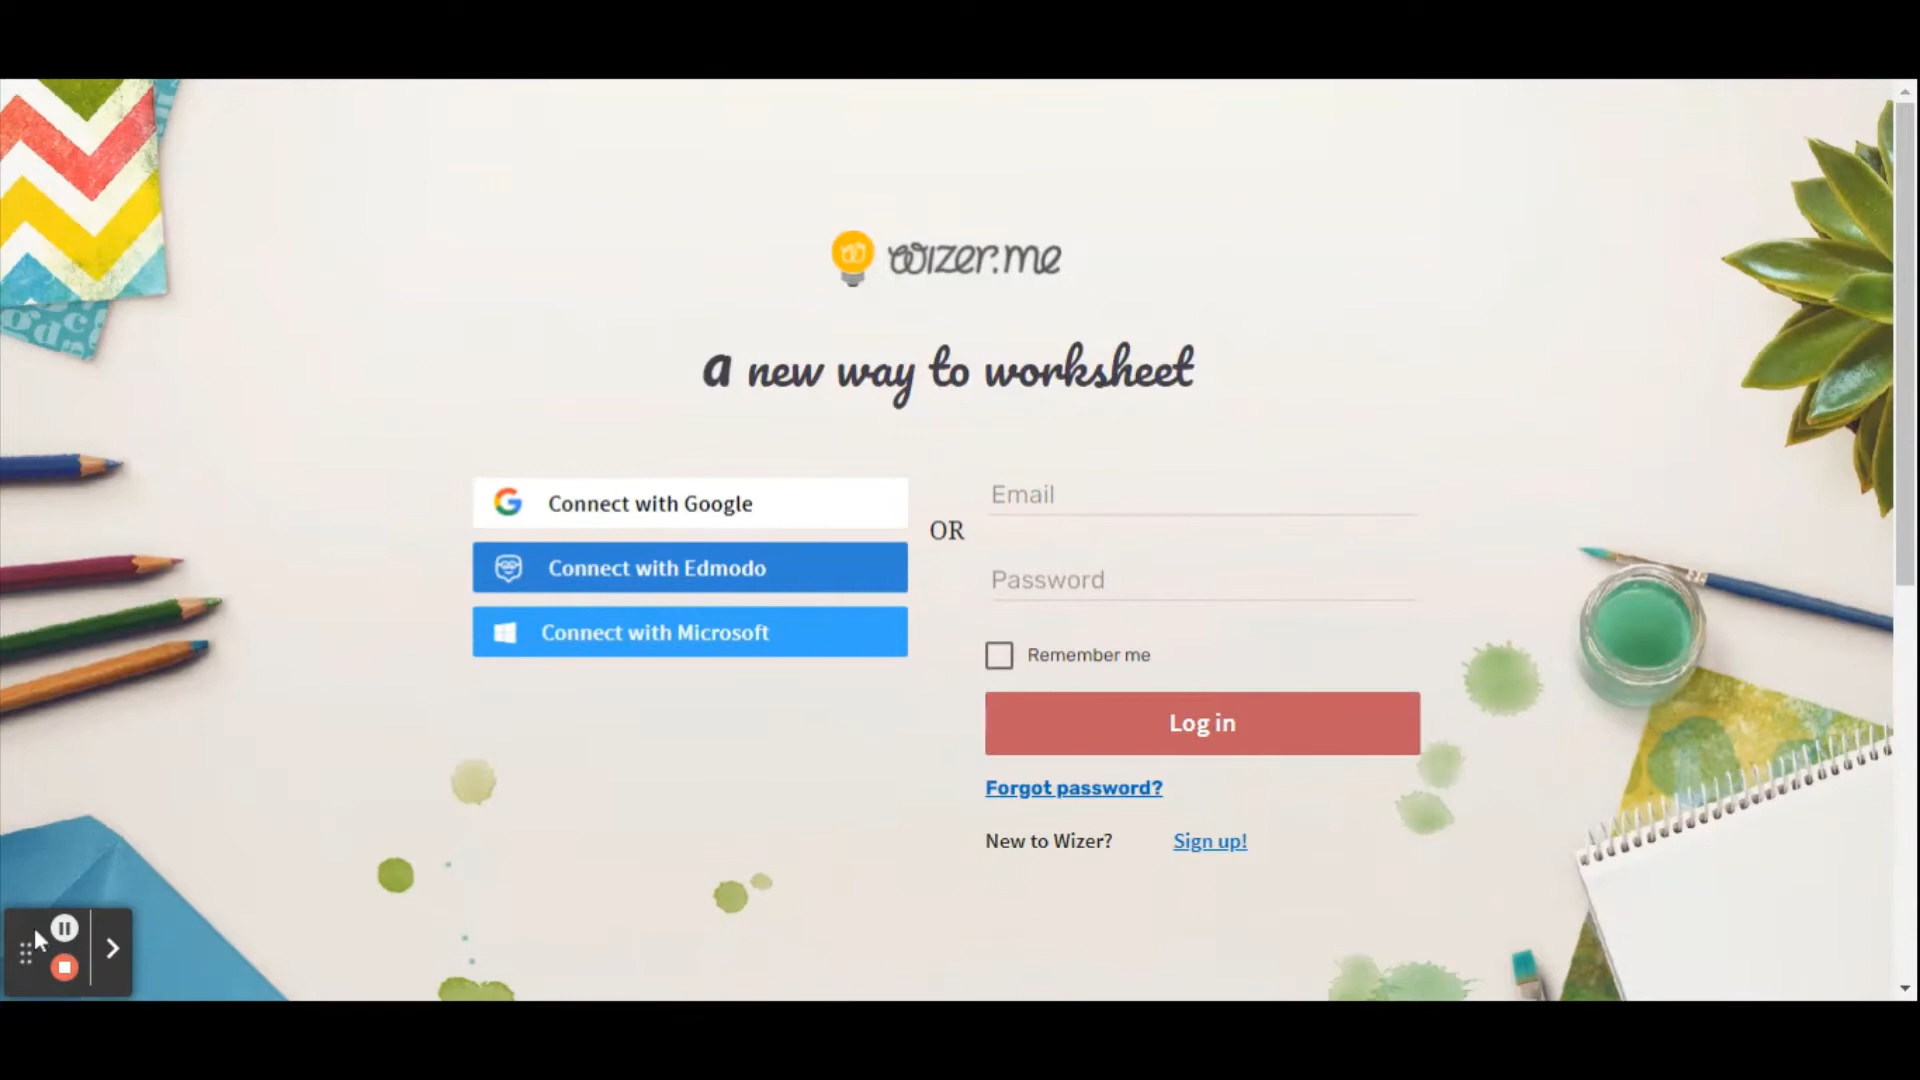 wizer.me
a new way to worksheet
Connect with Google
Connect with Edmodo
Connect with Microsoft
OR
Email
Password
Remember me
Log in
Forgot password?
New to Wizer? Sign up!